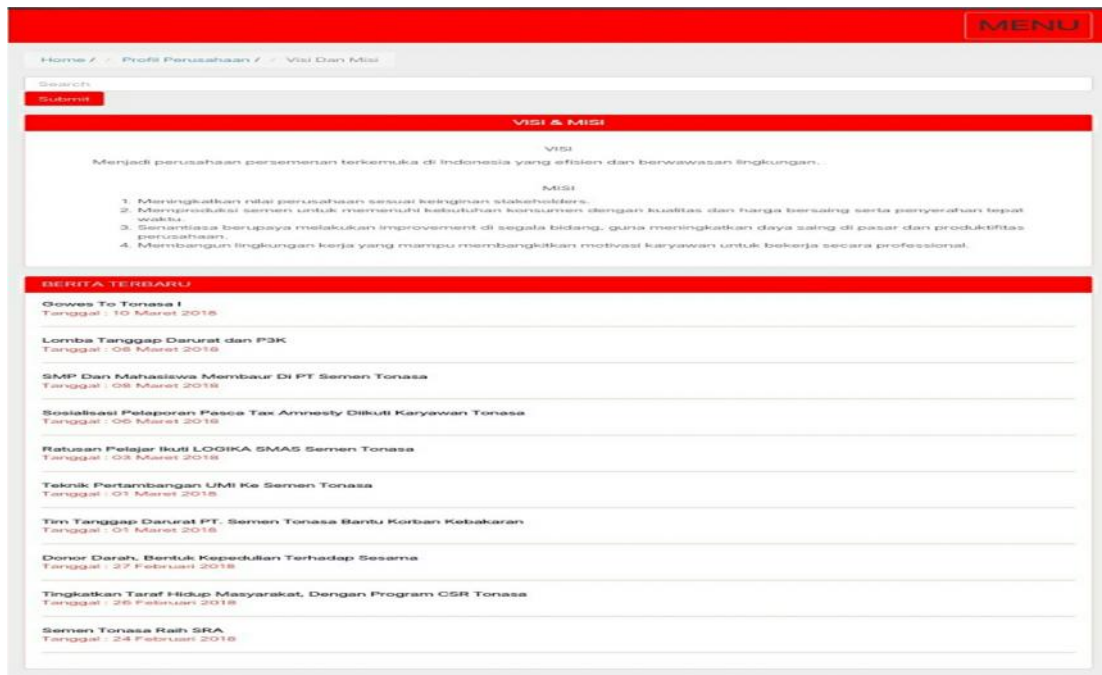 MENU
Home / / Profil Perusahaan / / Visi Dan Misi
Search
Submit
VISI & MISI
VISI
Menjadi perusahaan persemenan terkemuka di Indonesia yang efisien dan berwawasan lingkungan..
MISI
1. Meningkatkan nilai perusahaan sesuai keinginan stakeholders.
2. Memproduksi semen untuk memenuhi kebutuhan konsumen dengan kualitas dan harga bersaing serta penyerahan tepat
waktu.
3. Senantiasa berupaya melakukan improvement di segala bidang, guna meningkatkan daya saing di pasar dan produktifitas
perusahaan.
4. Membangun lingkungan kerja yang mampu membangkitkan motivasi karyawan untuk bekerja secara professional.
BERITA TERBARU
Gowes To Tonasa I
Tanggal : 10 Maret 2018
Lomba Tanggap Darurat dan P3K
Tanggal : 08 Maret 2018
SMP Dan Mahasiswa Membaur Di PT Semen Tonasa
Tanggal : 08 Maret 2018
Sosialisasi Pelaporan Pasca Tax Amnesty Diikuti Karyawan Tonasa
Tanggal : 06 Maret 2018
Ratusan Pelajar Ikuti LOGIKA SMAS Semen Tonasa
Tanggal : 03 Maret 2018
Teknik Pertambangan UMI Ke Semen Tonasa
Tanggal : 01 Maret 2018
Tim Tanggap Darurat PT. Semen Tonasa Bantu Korban Kebakaran
Tanggal : 01 Maret 2018
Donor Darah, Bentuk Kepedulian Terhadap Sesama
Tanggal : 27 Februari 2018
Tingkatkan Taraf Hidup Masyarakat, Dengan Program CSR Tonasa
Tanggal : 26 Februari 2018
Semen Tonasa Raih SRA
Tanggal : 24 Februari 2018